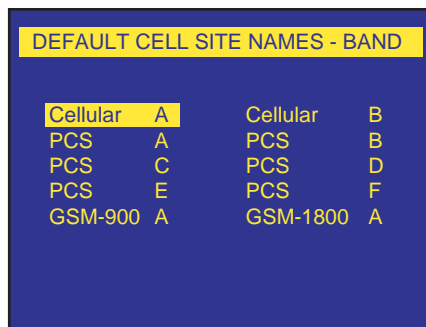 DEFAULT CELL SITE NAMES - BAND
Cellular A Cellular B
PCS A PCS B
PCS C PCS D
PCS E PCS F
GSM-900 A GSM-1800 A